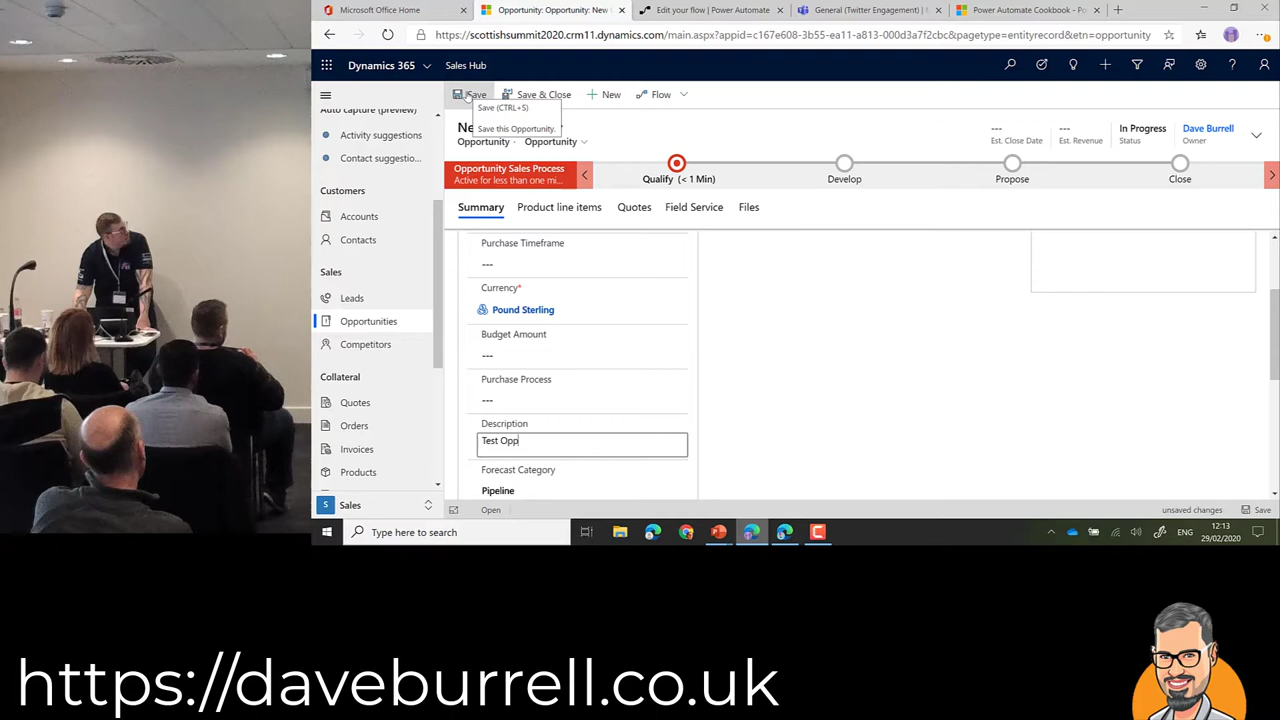 Microsoft Office Home
Opportunity: Opportunity: New
Edit your flow | Power Automate
General (Twitter Engagement) |
Power Automate Cookbook - Po
https://scottishsummit2020.crm11.dynamics.com/main.aspx?appid=c167e608-3b55-ea11-a813-000d3a7f2cbc&pagetype=entityrecord&etn=opportunity
Dynamics 365
Sales Hub
Save
Save & Close
New
Flow
Save (CTRL+S)
Save this Opportunity.
Auto capture (preview)
Activity suggestions
Contact suggestio...
Customers
Accounts
Contacts
Sales
Leads
Opportunities
Competitors
Collateral
Quotes
Orders
Invoices
Products
S Sales
Ne
Opportunity · Opportunity
---
Est. Close Date
---
Est. Revenue
In Progress
Status
Dave Burrell
Owner
Opportunity Sales Process
Active for less than one mi...
Qualify (< 1 Min)
Develop
Propose
Close
Summary
Product line items
Quotes
Field Service
Files
Purchase Timeframe
---
Currency*
Pound Sterling
Budget Amount
---
Purchase Process
---
Description
Test Opp
Forecast Category
Pipeline
Open
unsaved changes
Save
Type here to search
ENG
12:13
29/02/2020
https://daveburrell.co.uk